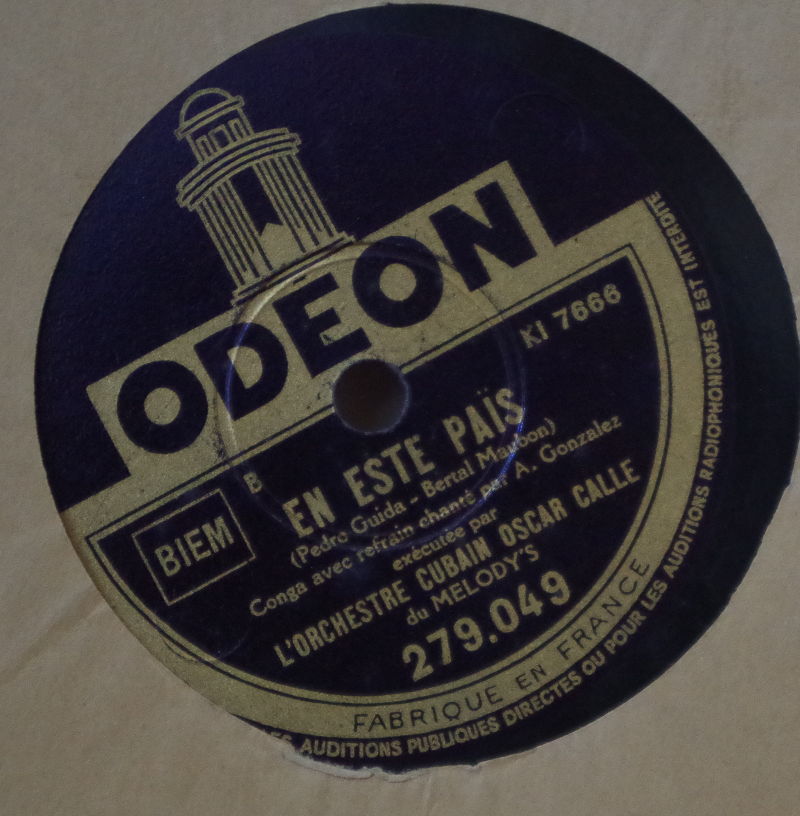 ODÉON
KI 7666
B
BIEM
EN ESTE PAÏS
(Pedro Guida - Bertal Maubon)
Conga avec refrain chanté par A. Gonzalez
exécutée par
L'ORCHESTRE CUBAIN OSCAR CALLE
du MELODY'S
279.049
FABRIQUE EN FRANCE
AUDITIONS PUBLIQUES DIRECTES OU POUR LES AUDITIONS RADIOPHONIQUES EST INTERDITE